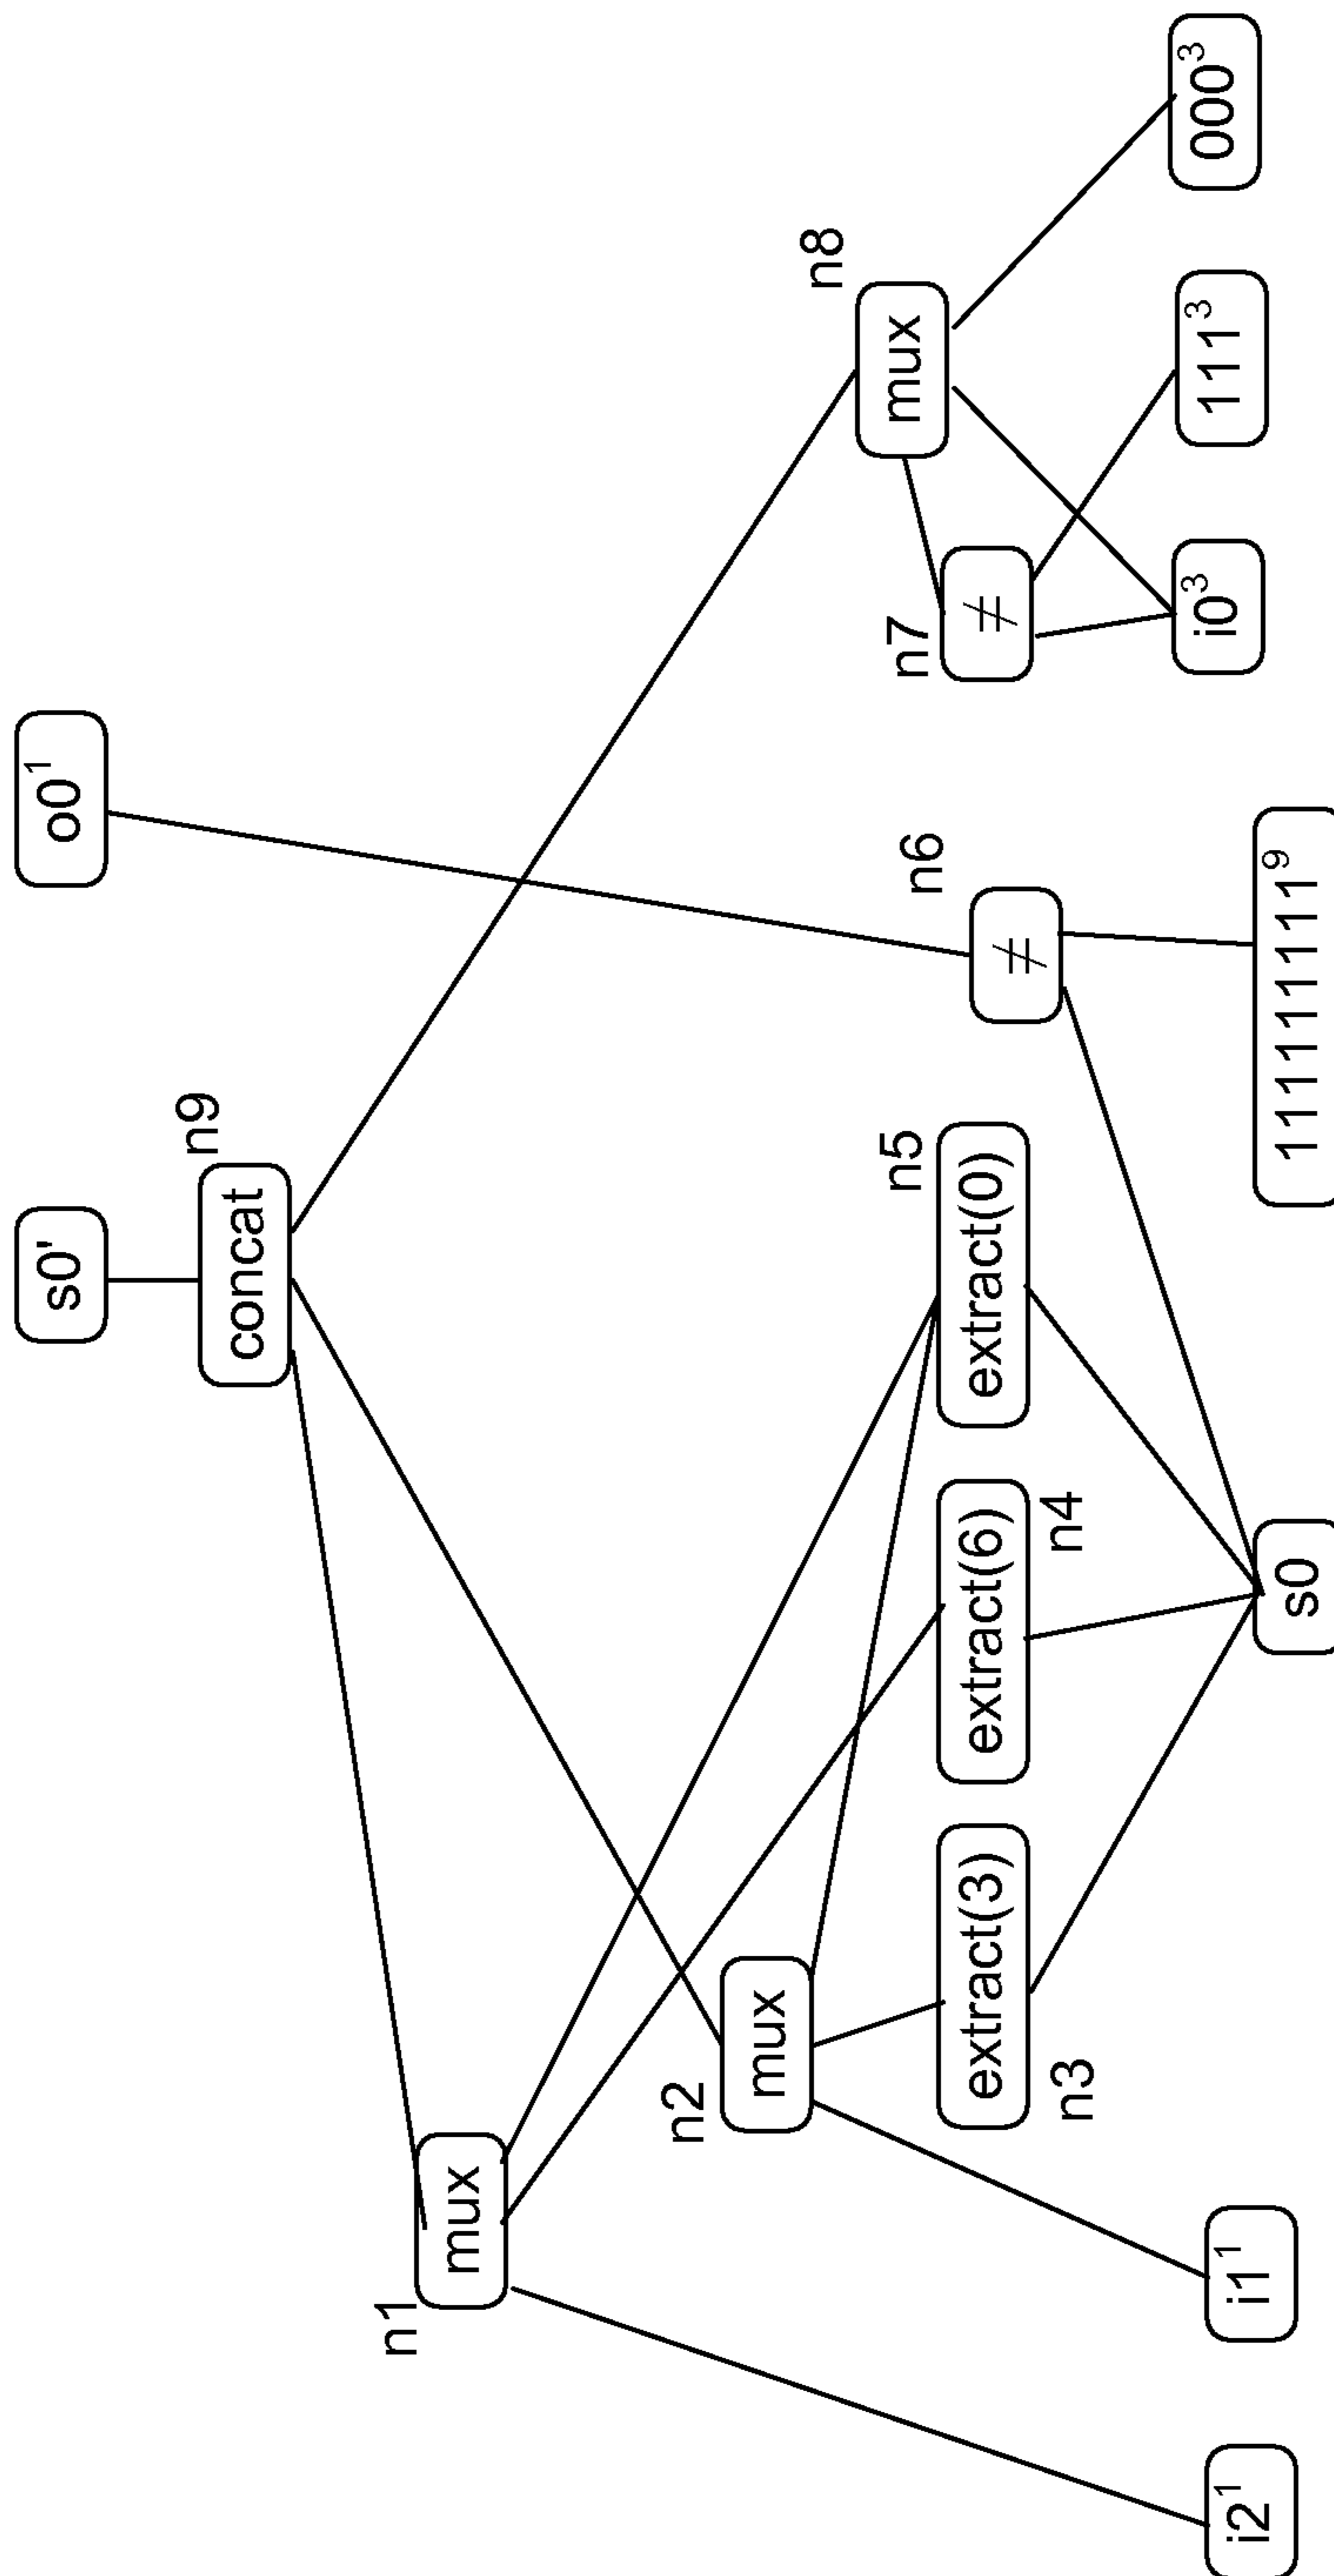 s0'
o0¹
n9
concat
n1
mux
n2
mux
n8
mux
n3
extract(3)
n4
extract(6)
n5
extract(0)
n6
≠
n7
≠
i2¹
i1¹
s0
111111111⁹
i0³
111³
000³